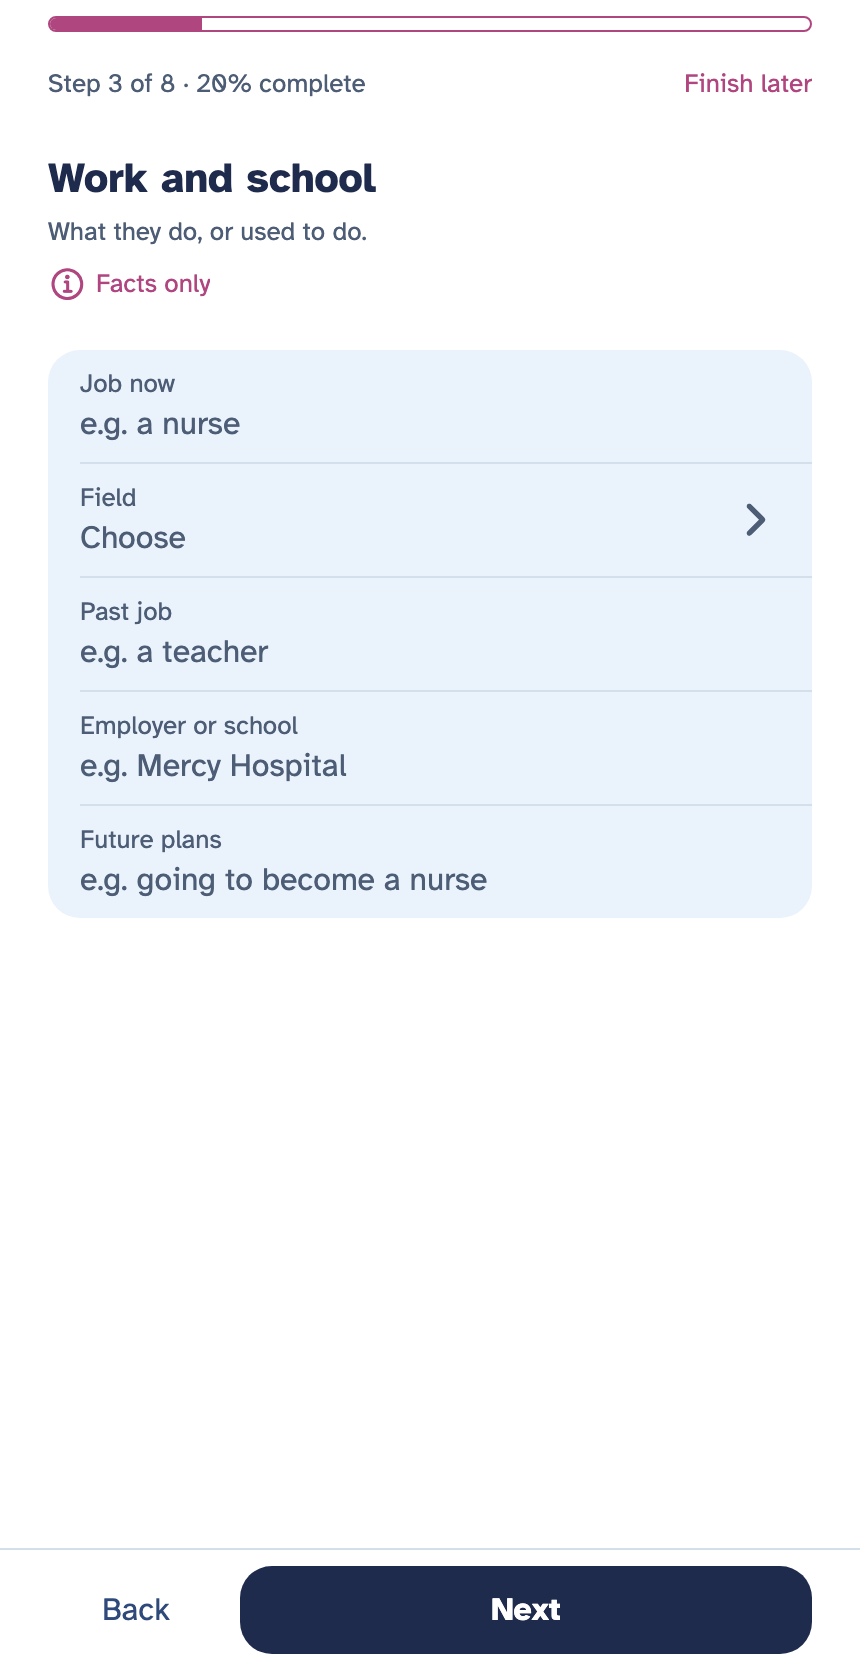 Step 3 of 8 · 20% complete
Finish later
Work and school
What they do, or used to do.
Facts only
Job now
e.g. a nurse
Field
Choose
Past job
e.g. a teacher
Employer or school
e.g. Mercy Hospital
Future plans
e.g. going to become a nurse
Back
Next